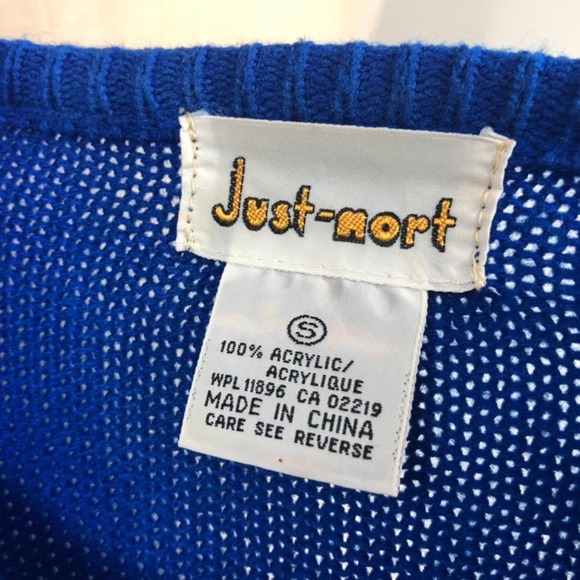 Just-mort
S
100% ACRYLIC/
ACRYLIQUE
WPL 11896 CA 02219
MADE IN CHINA
CARE SEE REVERSE